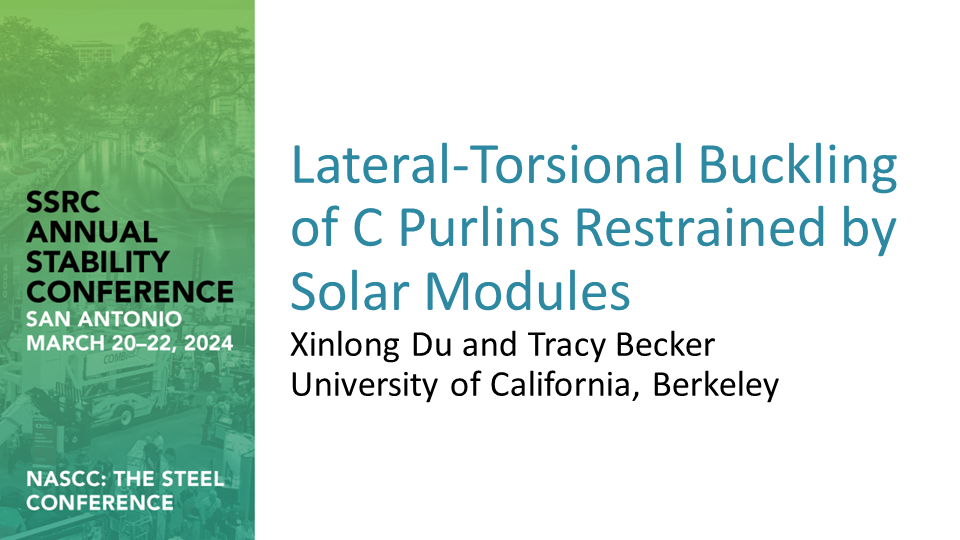 SSRC
ANNUAL
STABILITY
CONFERENCE
SAN ANTONIO
MARCH 20–22, 2024
NASCC: THE STEEL
CONFERENCE
Lateral-Torsional Buckling
of C Purlins Restrained by
Solar Modules
Xinlong Du and Tracy Becker
University of California, Berkeley